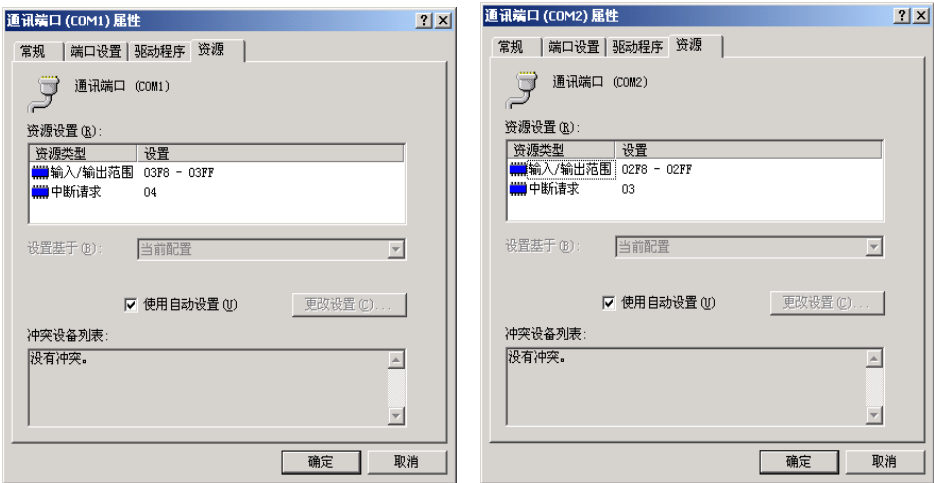 通讯端口 (COM1) 属性
常规 端口设置 驱动程序 资源
通讯端口 (COM1)
资源设置(R):
资源类型 设置
输入/输出范围 03F8 - 03FF
中断请求 04
设置基于(B): 当前配置
使用自动设置(U) 更改设置(C)...
冲突设备列表:
没有冲突。
确定 取消
通讯端口 (COM2) 属性
常规 端口设置 驱动程序 资源
通讯端口 (COM2)
资源设置(R):
资源类型 设置
输入/输出范围 02F8 - 02FF
中断请求 03
设置基于(B): 当前配置
使用自动设置(U) 更改设置(C)...
冲突设备列表:
没有冲突。
确定 取消